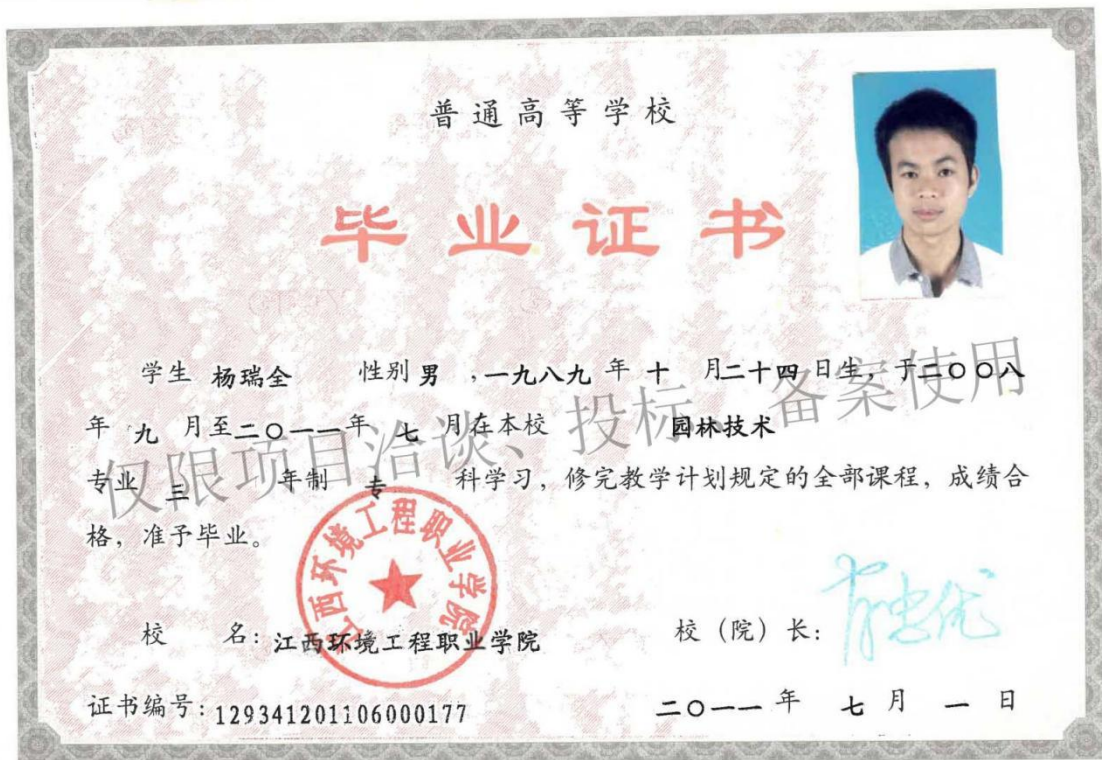 普通高等学校
毕业证书
学生 杨瑞全 性别 男 ,一九八九 年 十 月二十四日生，于二〇〇八
年 九 月至二〇一一年 七 月在本校 园林技术
专业 三 年制 专 科学习，修完教学计划规定的全部课程，成绩合
格，准予毕业。
仅限项目洽谈、投标、备案使用
江西环境工程职业学院
校 名：江西环境工程职业学院 校（院）长：
证书编号：129341201106000177 二〇一一 年 七 月 一 日